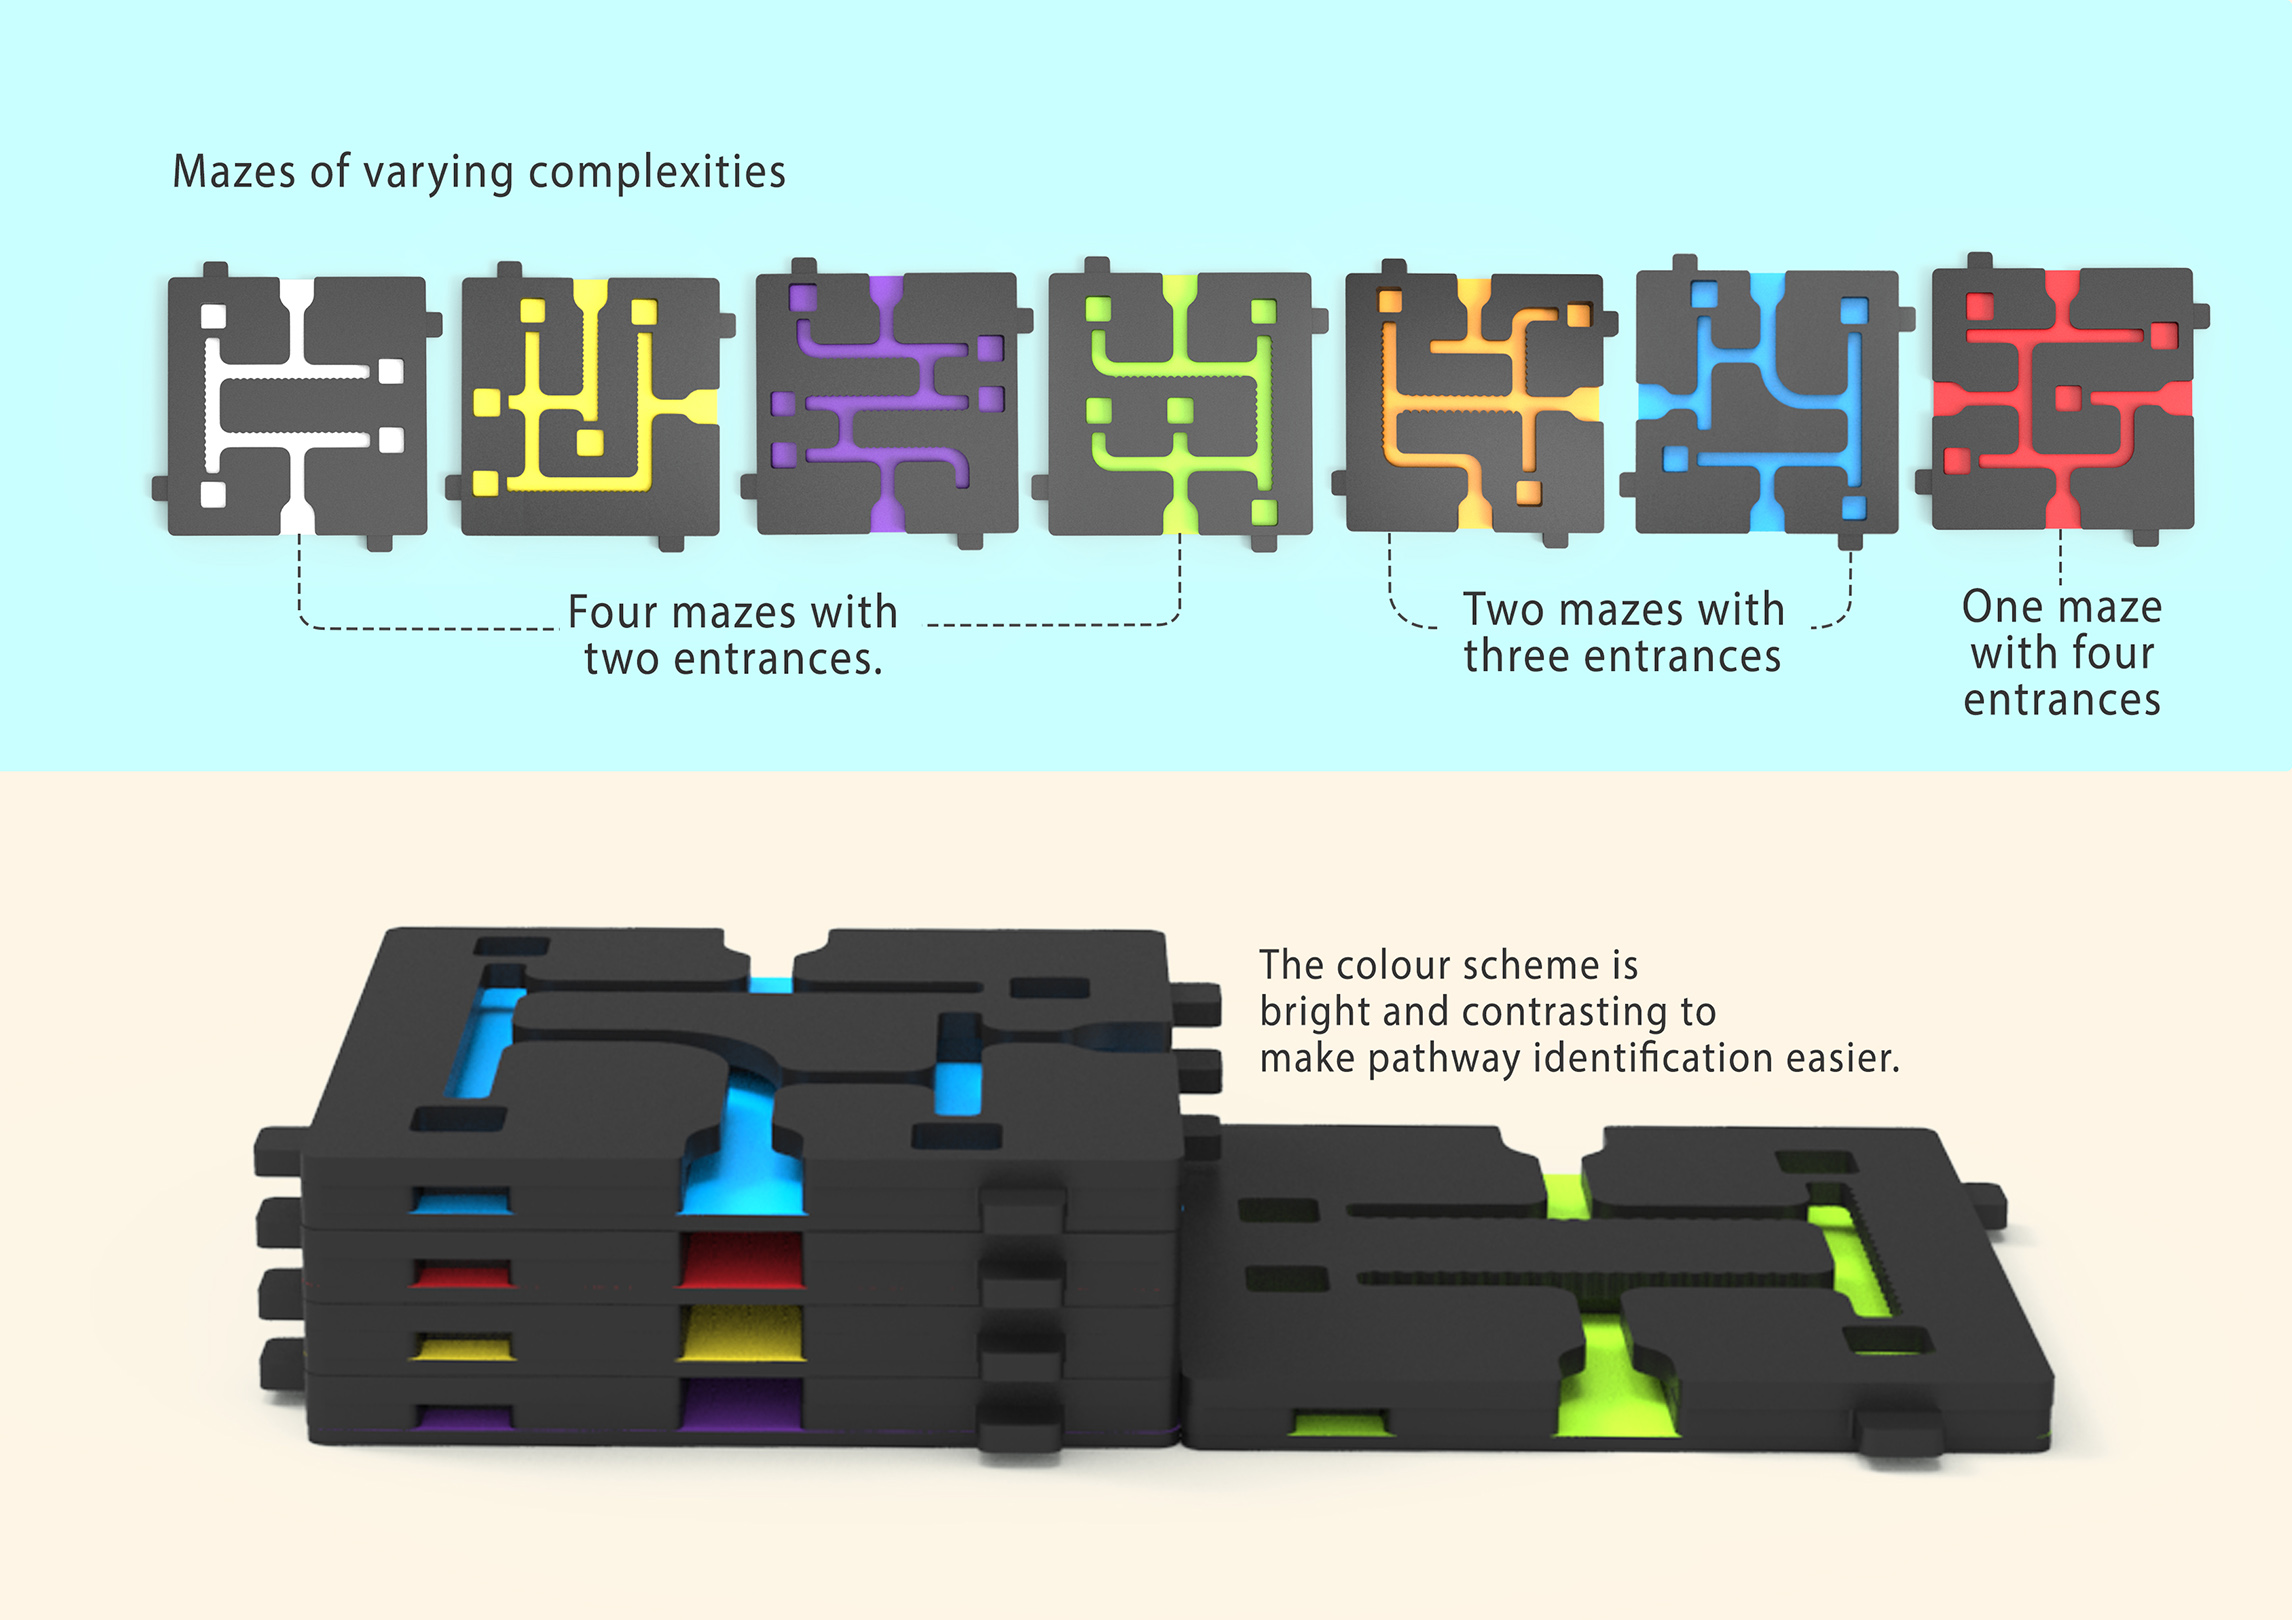 Mazes of varying complexities
Four mazes with
two entrances.
Two mazes with
three entrances
One maze
with four
entrances
The colour scheme is
bright and contrasting to
make pathway identification easier.